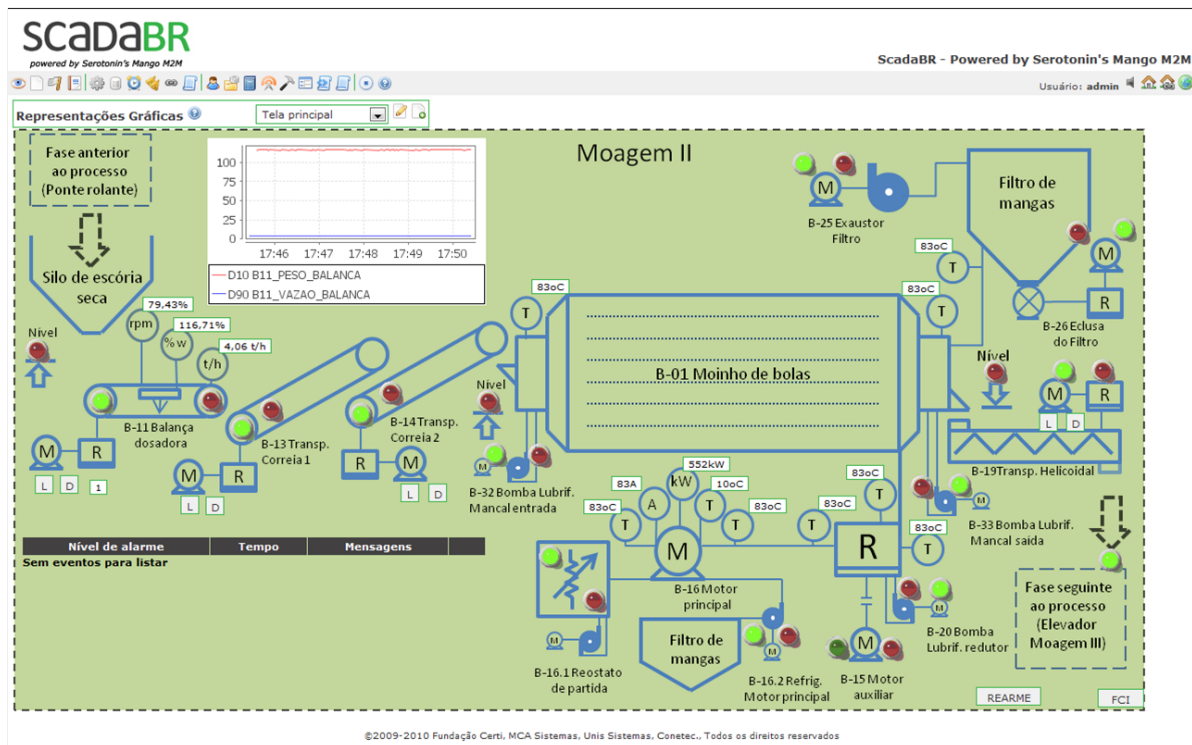 SCADABR
powered by Serotonin's Mango M2M
ScadaBR - Powered by Serotonin's Mango M2M
Usuário: admin
Representações Gráficas
Tela principal
Moagem II
Fase anterior
ao processo
(Ponte rolante)
100
75
50
25
0
17:46 17:47 17:48 17:49 17:50
D10 B11_PESO_BALANCA
D90 B11_VAZAO_BALANCA
Silo de escória
seca
Nivel
79,43%
rpm
116,71%
%w
4,06 t/h
t/h
B-11 Balança
dosadora
M
R
L D 1
B-13 Transp.
Correia 1
M
R
L D
B-14 Transp.
Correia 2
R
M
L D
83oC
T
Nivel
M
B-32 Bomba Lubrif.
Mancal entrada
B-01 Moinho de bolas
M
B-25 Exaustor
Filtro
Filtro de
mangas
83oC
T
83oC
T
M
R
B-26 Eclusa
do Filtro
Nível
M
R
L D
B-19Transp. Helicoidal
M
B-33 Bomba Lubrif.
Mancal saida
83oC
T
83A
A
552kW
kW
10oC
T
83oC
T
M
B-16 Motor
principal
83oC
T
83oC
T
83oC
T
R
Nível de alarme Tempo Mensagens
Sem eventos para listar
M
B-16.1 Reostato
de partida
Filtro de
mangas
M
B-16.2 Refrig.
Motor principal
M
B-15 Motor
auxiliar
M
B-20 Bomba
Lubrif. redutor
Fase seguinte
ao processo
(Elevador
Moagem III)
REARME
FCI
©2009-2010 Fundação Certi, MCA Sistemas, Unis Sistemas, Conetec., Todos os direitos reservados